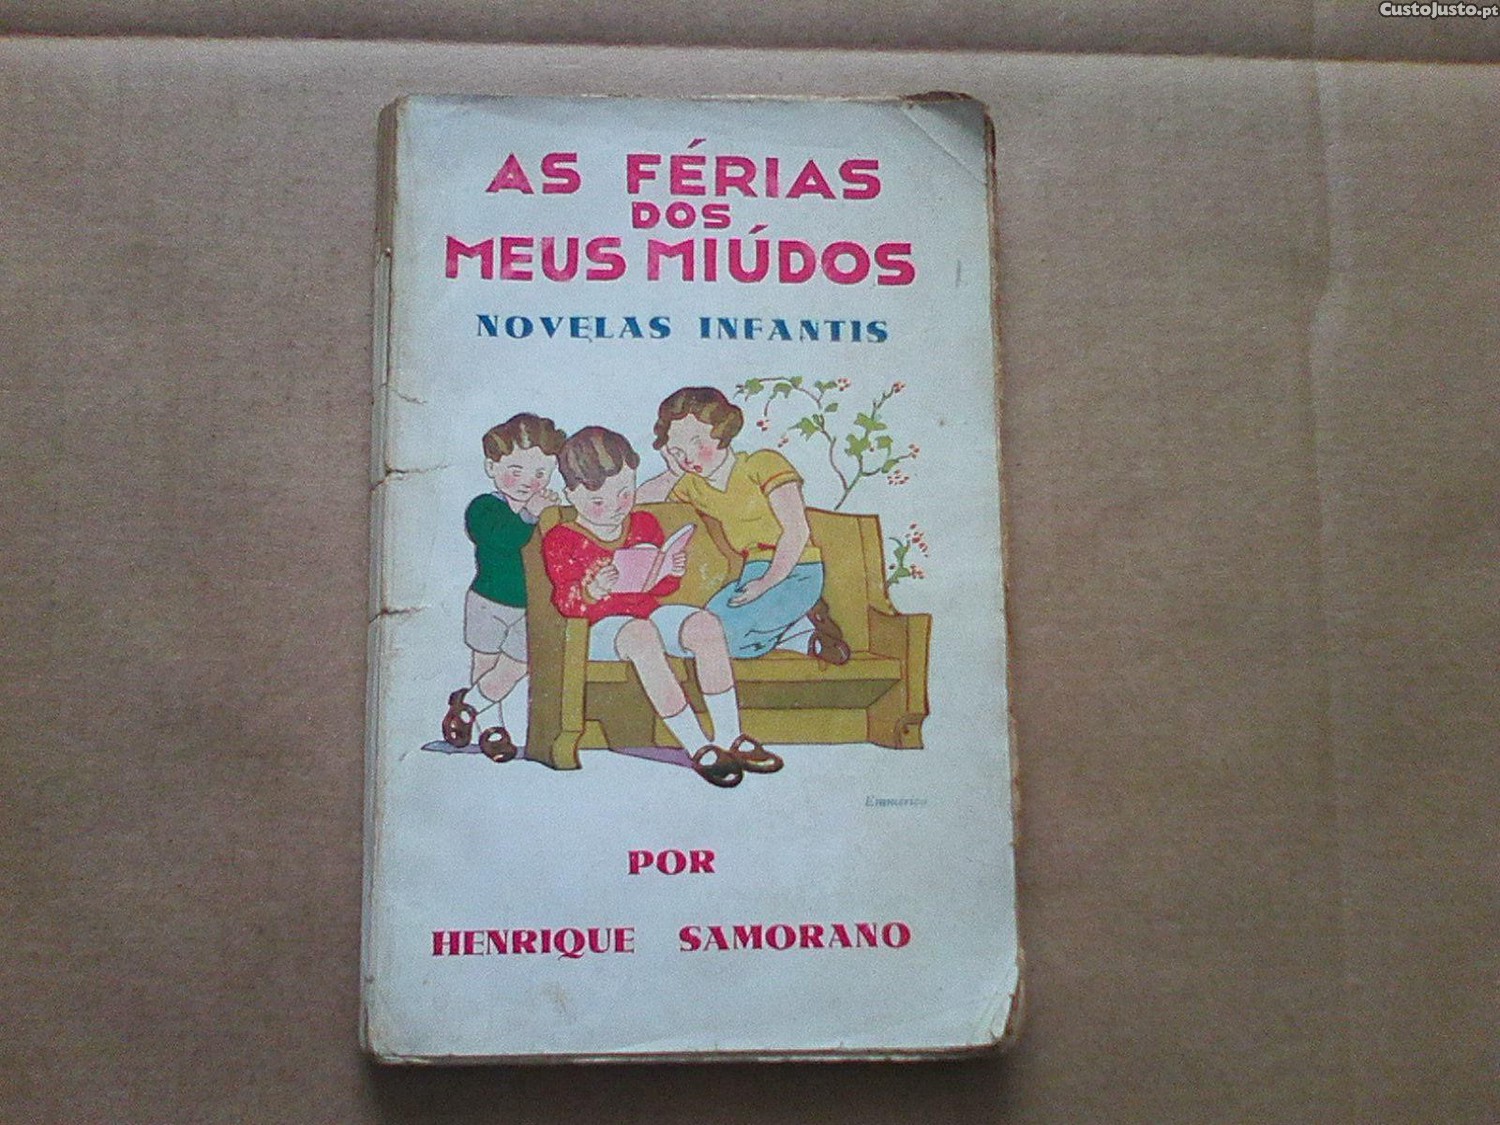 CustoJusto.pt
AS FÉRIAS
DOS
MEUS MIÚDOS
NOVELAS INFANTIS
POR
HENRIQUE SAMORANO